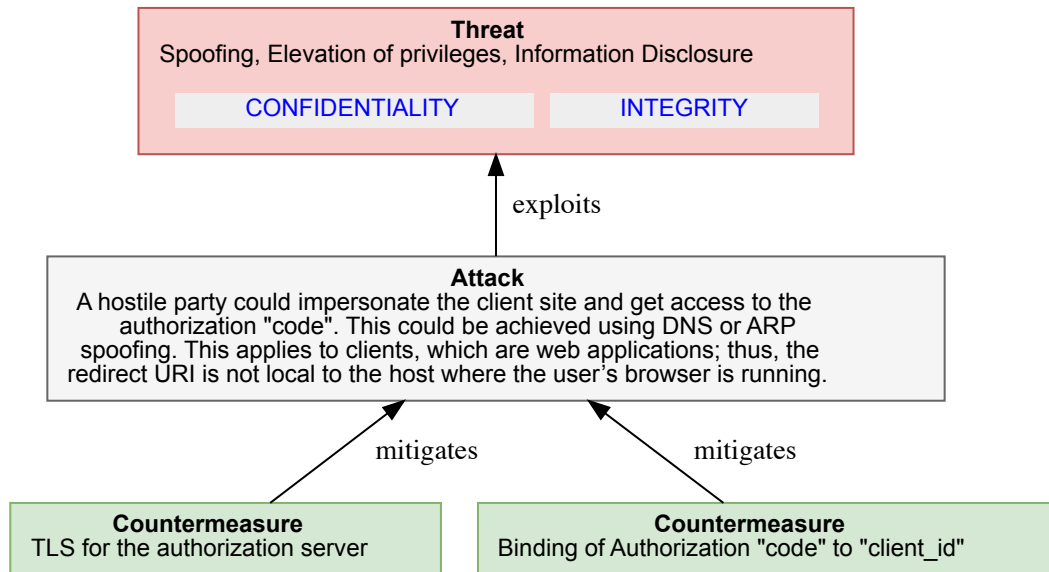 Threat
Spoofing, Elevation of privileges, Information Disclosure
CONFIDENTIALITY
INTEGRITY
exploits
Attack
A hostile party could impersonate the client site and get access to the
authorization "code". This could be achieved using DNS or ARP
spoofing. This applies to clients, which are web applications; thus, the
redirect URI is not local to the host where the user’s browser is running.
mitigates
mitigates
Countermeasure
TLS for the authorization server
Countermeasure
Binding of Authorization "code" to "client_id"